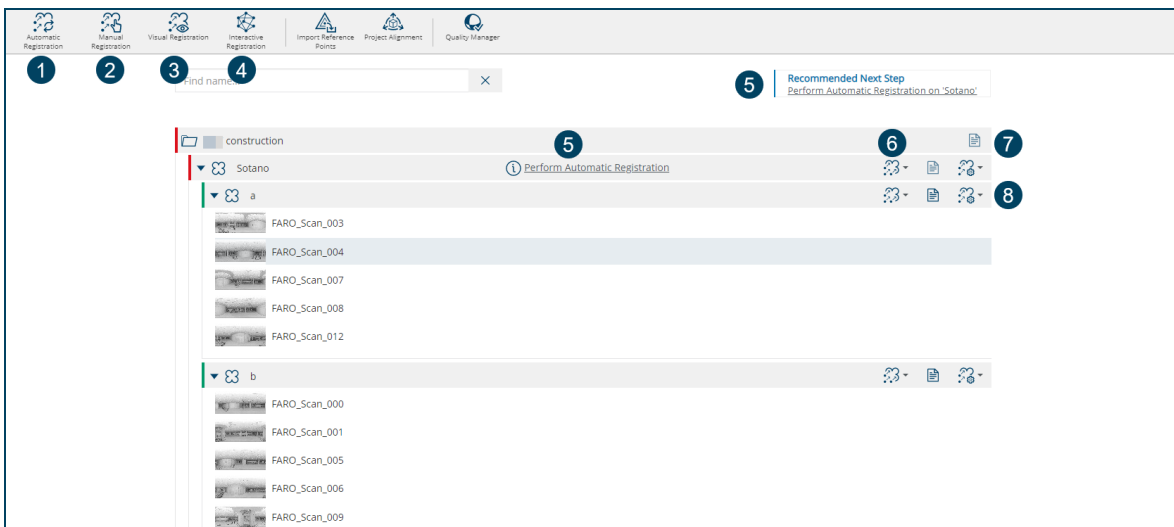 Automatic Registration
Manual Registration
Visual Registration
Interactive Registration
Import Reference Points
Project Alignment
Quality Manager
1
2
3
4
Find name...
5
Recommended Next Step
Perform Automatic Registration on 'Sotano'
construction
5
6
7
Sotano
Perform Automatic Registration
a
8
FARO_Scan_003
FARO_Scan_004
FARO_Scan_007
FARO_Scan_008
FARO_Scan_012
b
FARO_Scan_000
FARO_Scan_001
FARO_Scan_005
FARO_Scan_006
FARO_Scan_009